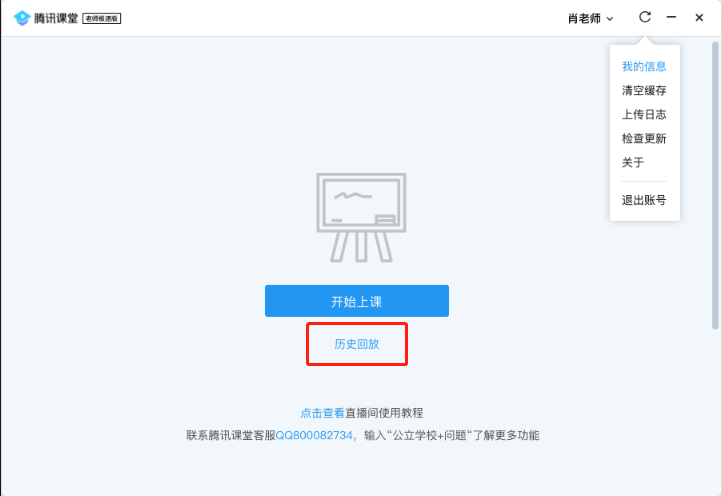 腾讯课堂 老师极速版
肖老师
我的信息
清空缓存
上传日志
检查更新
关于
退出账号
开始上课
历史回放
点击查看直播间使用教程
联系腾讯课堂客服QQ800082734，输入“公立学校+问题“了解更多功能